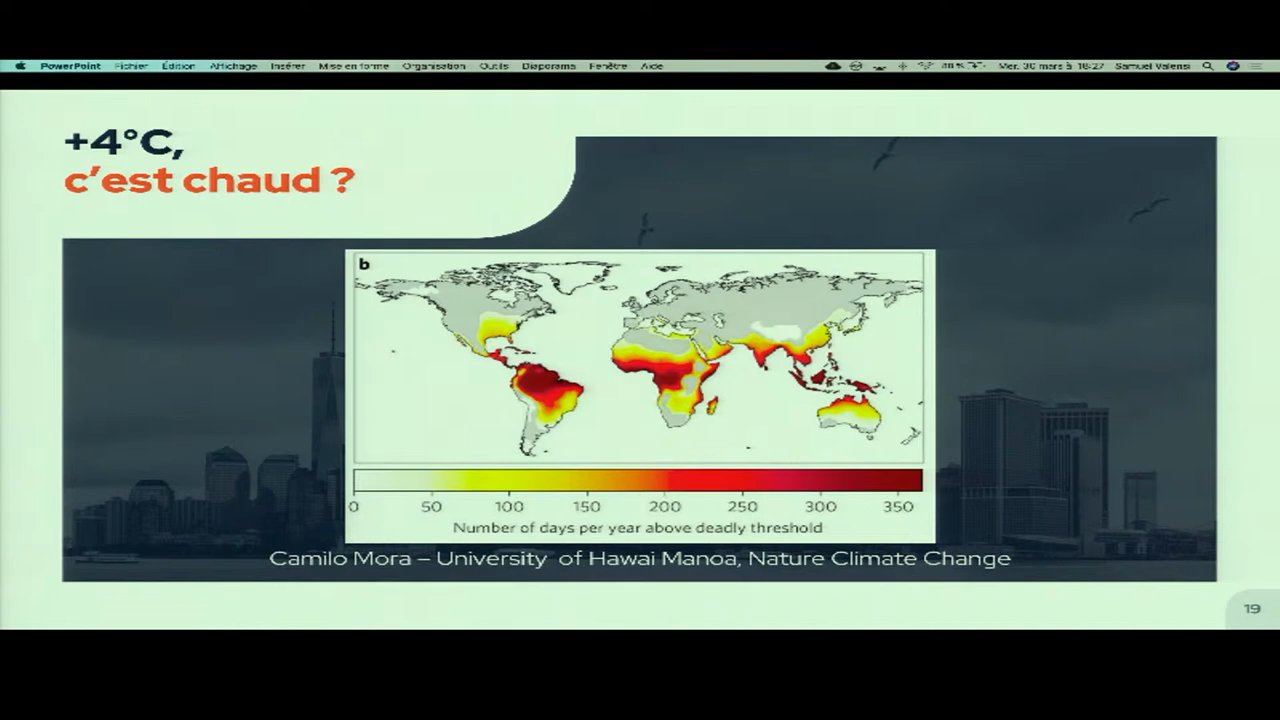 PowerPoint Fichier Édition Affichage Insérer Mise en forme Organisation Outils Diaporama Fenêtre Aide Mer. 30 mars à 18:27 Samuel Valensi
+4°C,
c'est chaud ?
b
0 50 100 150 200 250 300 350
Number of days per year above deadly threshold
Camilo Mora – University of Hawai Manoa, Nature Climate Change
19